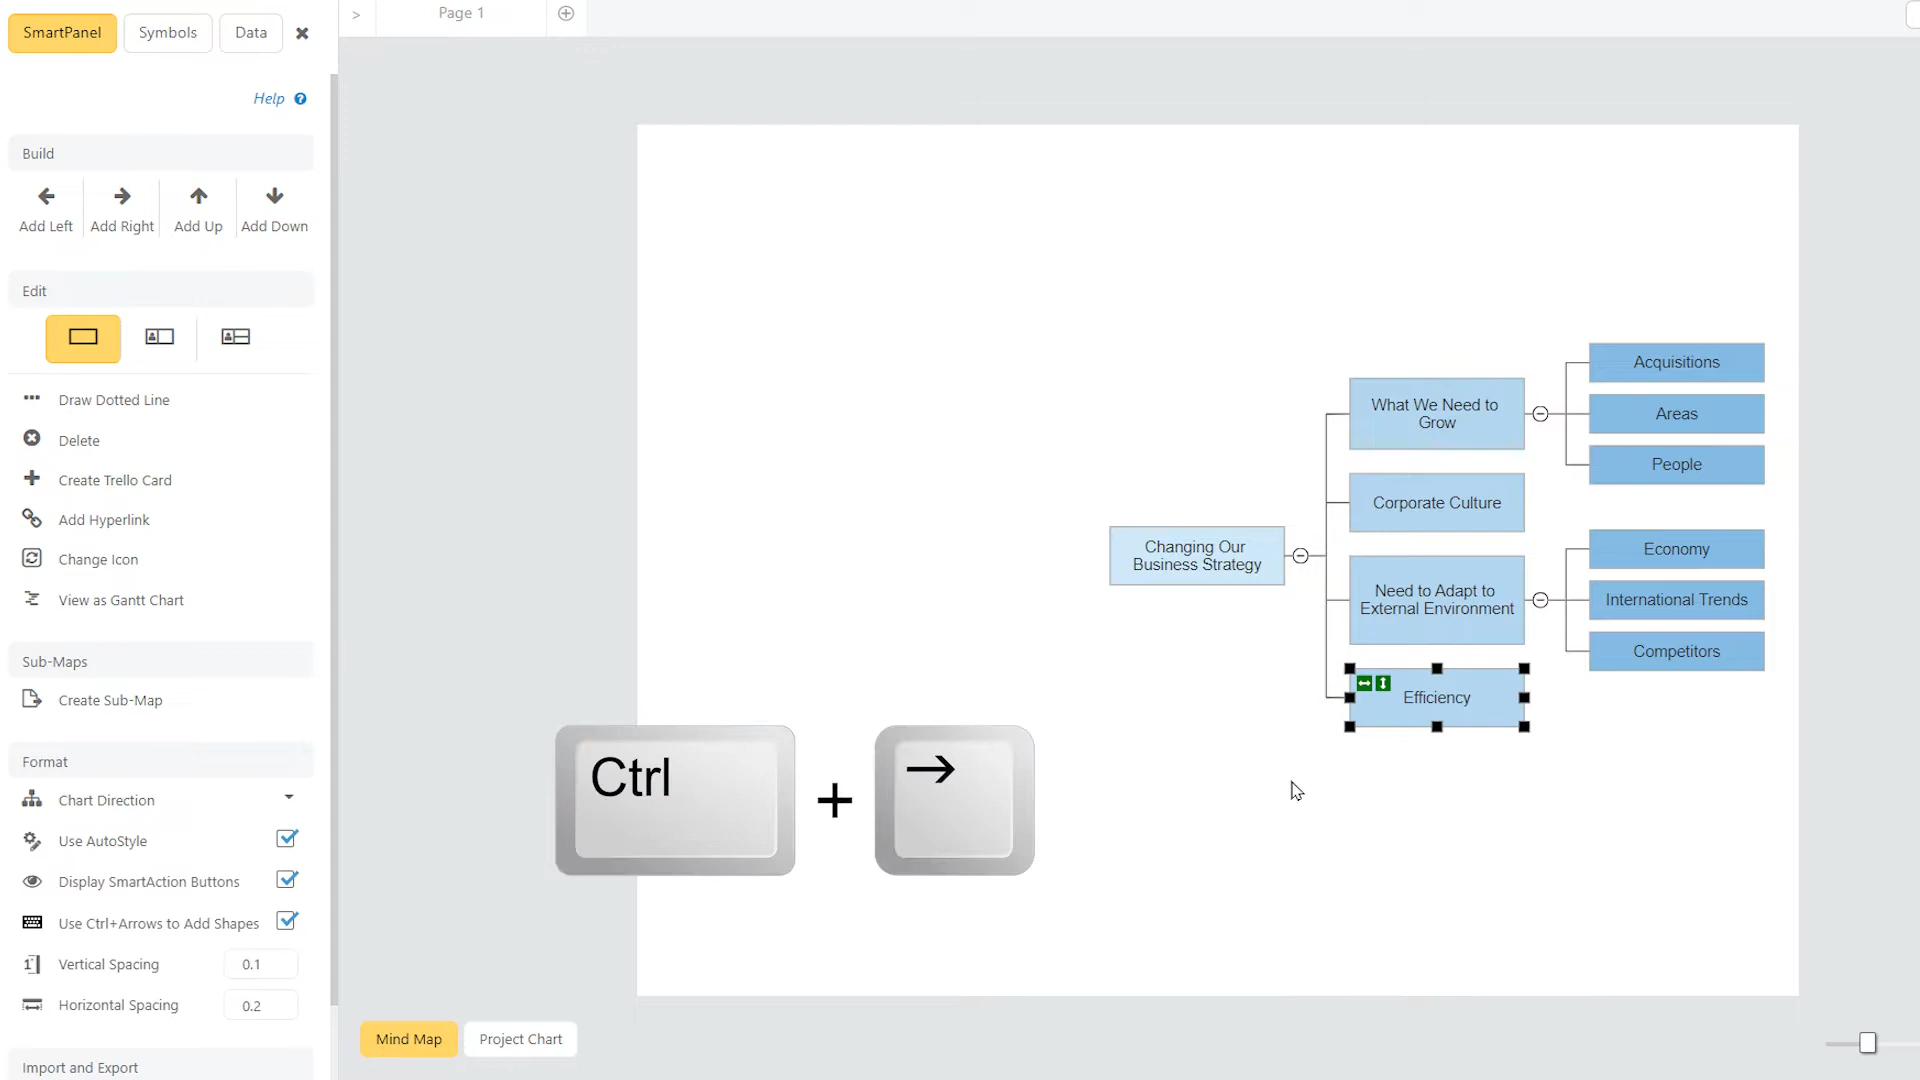 SmartPanel
Symbols
Data
>
Page 1
Help
Build
Add Left
Add Right
Add Up
Add Down
Edit
Draw Dotted Line
Delete
Create Trello Card
Add Hyperlink
Change Icon
View as Gantt Chart
Sub-Maps
Create Sub-Map
Format
Chart Direction
Use AutoStyle
Display SmartAction Buttons
Use Ctrl+Arrows to Add Shapes
Vertical Spacing
0.1
Horizontal Spacing
0.2
Import and Export
Changing Our
Business Strategy
What We Need to
Grow
Acquisitions
Areas
People
Corporate Culture
Need to Adapt to
External Environment
Economy
International Trends
Competitors
Efficiency
Ctrl
+
→
Mind Map
Project Chart